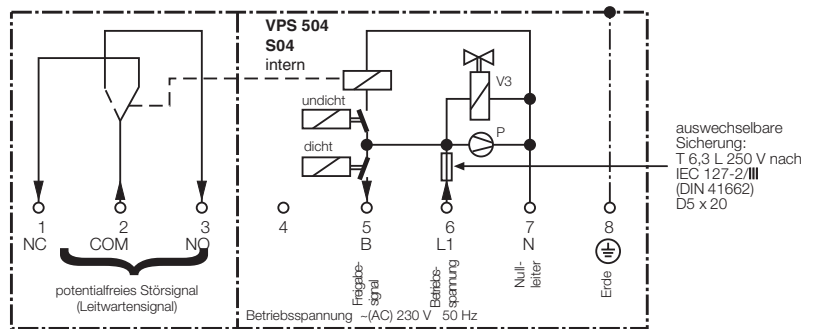 VPS 504
S04
intern
V3
undicht
P
dicht
auswechselbare
Sicherung:
T 6,3 L 250 V nach
IEC 127-2/III
(DIN 41662)
D5 x 20
1 2 3 4 5 6 7 8
NC COM NO B L1 N
Freigabe-
signal
Betriebs-
spannung
Null-
leiter
Erde
potentialfreies Störsignal
(Leitwartensignal)
Betriebsspannung ~(AC) 230 V 50 Hz